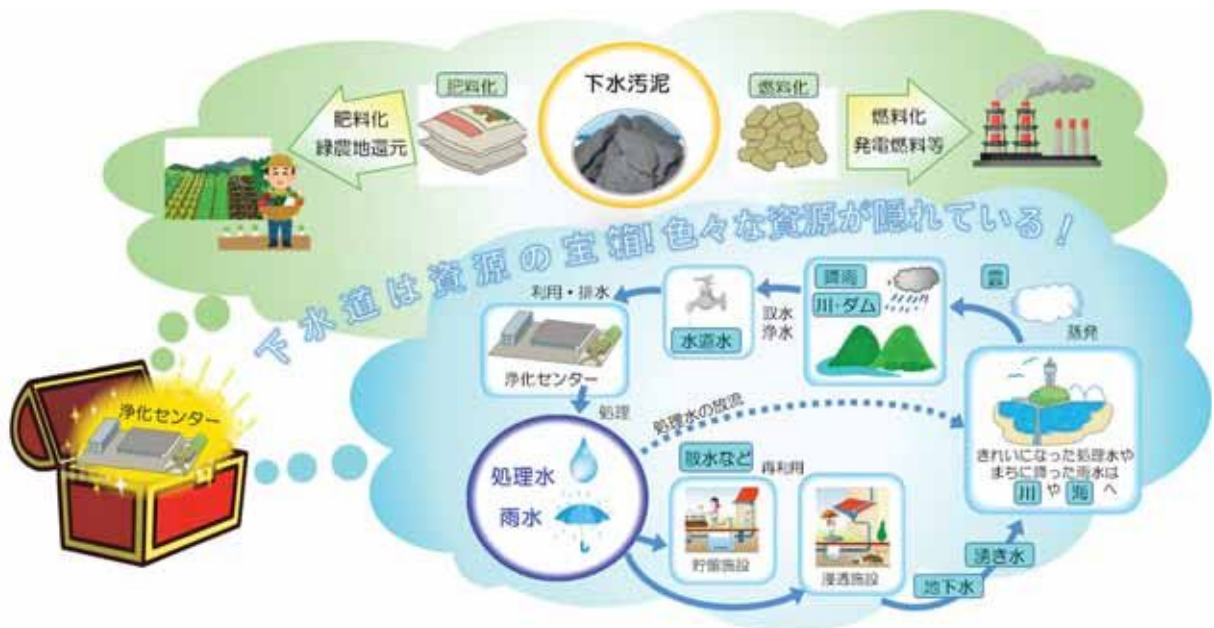 下水汚泥
肥料化
燃料化
肥料化
緑農地還元
燃料化
発電燃料等
下水道は資源の宝箱!色々な資源が隠れている!
浄化センター
利用・排水
浄化センター
処理
水道水
取水
浄水
降雨
川・ダム
雲
蒸発
きれいになった処理水や
まちに降った雨水は
川や海へ
処理水の放流
処理水
雨水
散水など
再利用
貯留施設
浸透施設
地下水
湧き水